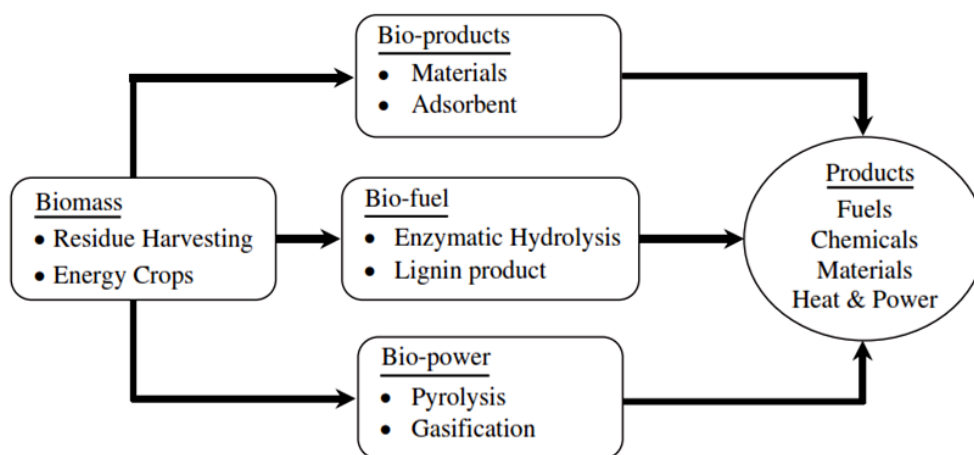 Bio-products
• Materials
• Adsorbent
Biomass
• Residue Harvesting
• Energy Crops
Bio-fuel
• Enzymatic Hydrolysis
• Lignin product
Bio-power
• Pyrolysis
• Gasification
Products
Fuels
Chemicals
Materials
Heat & Power